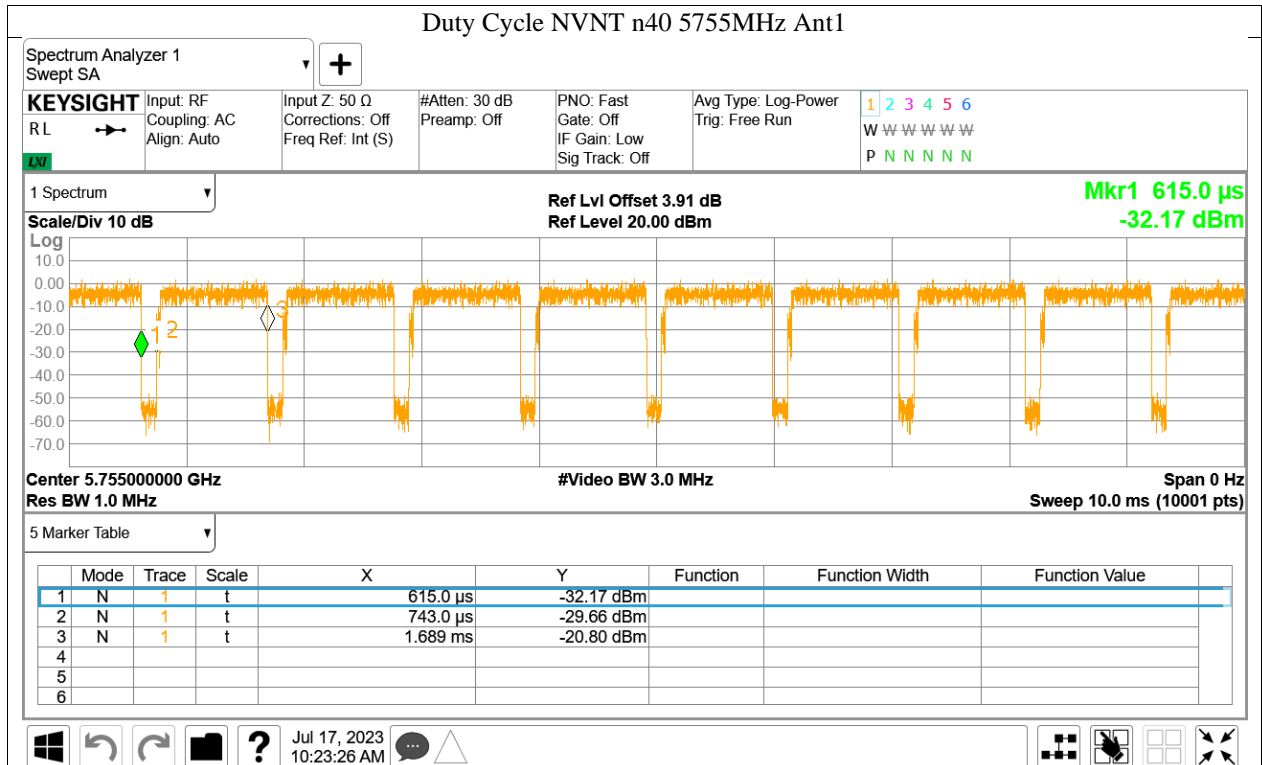 Duty Cycle NVNT n40 5755MHz Ant1
Spectrum Analyzer 1
Swept SA
KEYSIGHT
RL
LXI
Input: RF
Coupling: AC
Align: Auto
Input Z: 50 Ω
Corrections: Off
Freq Ref: Int (S)
#Atten: 30 dB
Preamp: Off
PNO: Fast
Gate: Off
IF Gain: Low
Sig Track: Off
Avg Type: Log-Power
Trig: Free Run
1 2 3 4 5 6
W W W W W W
P N N N N N
1 Spectrum
Scale/Div 10 dB
Ref Lvl Offset 3.91 dB
Ref Level 20.00 dBm
Mkr1 615.0 µs
-32.17 dBm
Log
10.0
0.00
-10.0
-20.0
-30.0
-40.0
-50.0
-60.0
-70.0
1 2 3
Center 5.755000000 GHz
Res BW 1.0 MHz
#Video BW 3.0 MHz
Span 0 Hz
Sweep 10.0 ms (10001 pts)
5 Marker Table
Mode Trace Scale X Y Function Function Width Function Value
1 N 1 t 615.0 µs -32.17 dBm
2 N 1 t 743.0 µs -29.66 dBm
3 N 1 t 1.689 ms -20.80 dBm
4
5
6
?
Jul 17, 2023
10:23:26 AM